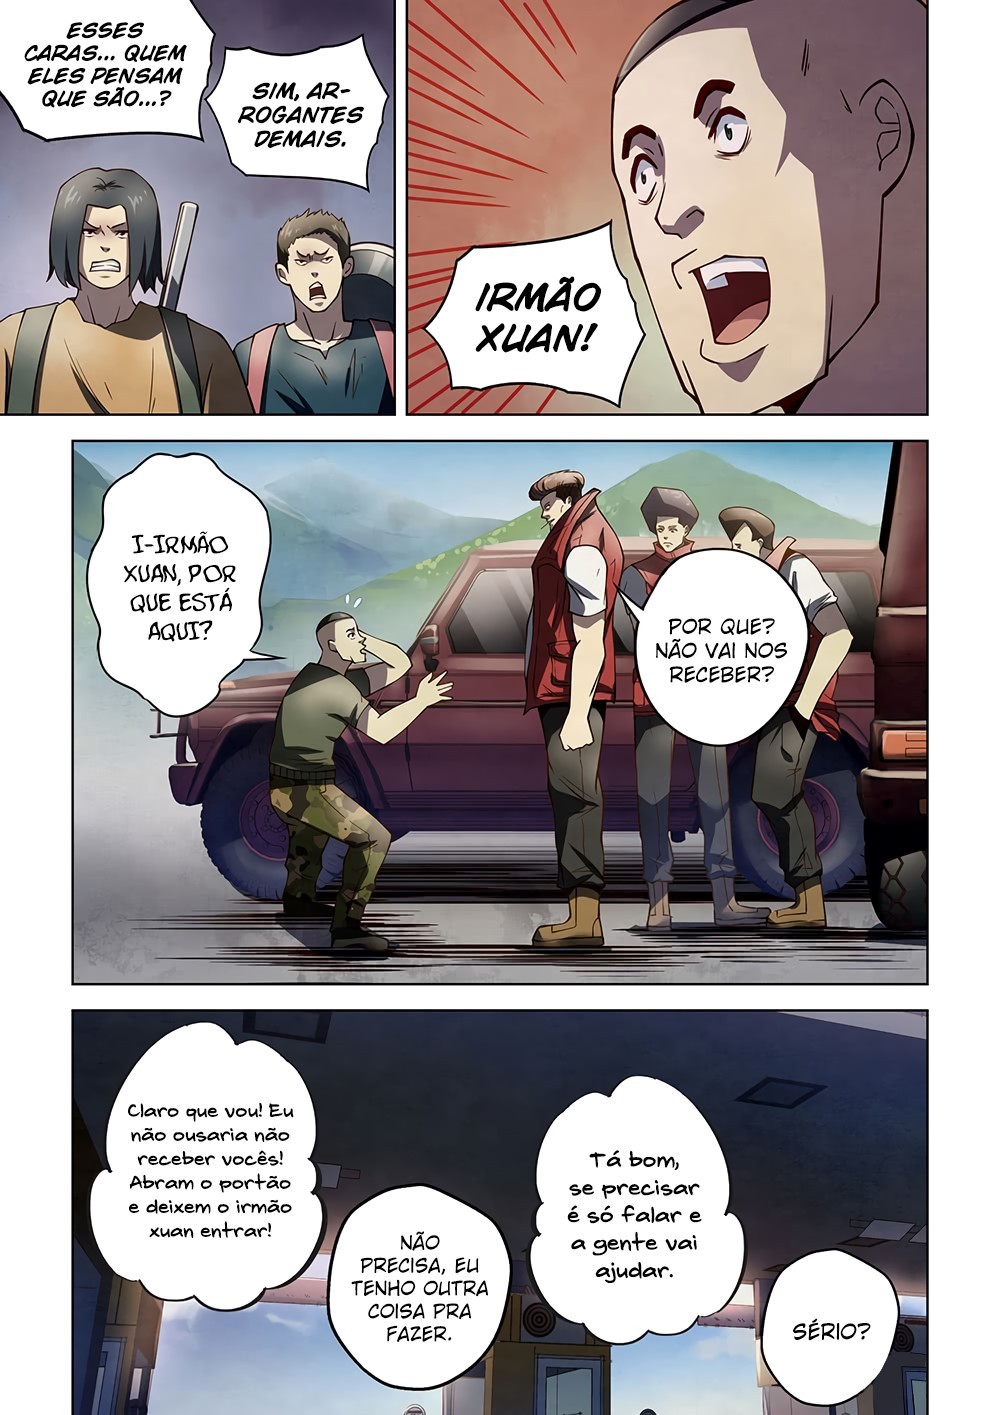 ESSES
CARAS... QUEM
ELES PENSAM
QUE SÃO...?
SIM, AR-
ROGANTES
DEMAIS.
IRMÃO
XUAN!
I-IRMÃO
XUAN, POR
QUE ESTÁ
AQUI?
POR QUE?
NÃO VAI NOS
RECEBER?
Claro que vou! Eu
não ousaria não
receber vocês!
Abram o portão
e deixem o irmão
xuan entrar!
NÃO
PRECISA, EU
TENHO OUTRA
COISA PRA
FAZER.
Tá bom,
se precisar
é só falar e
a gente vai
ajudar.
SÉRIO?